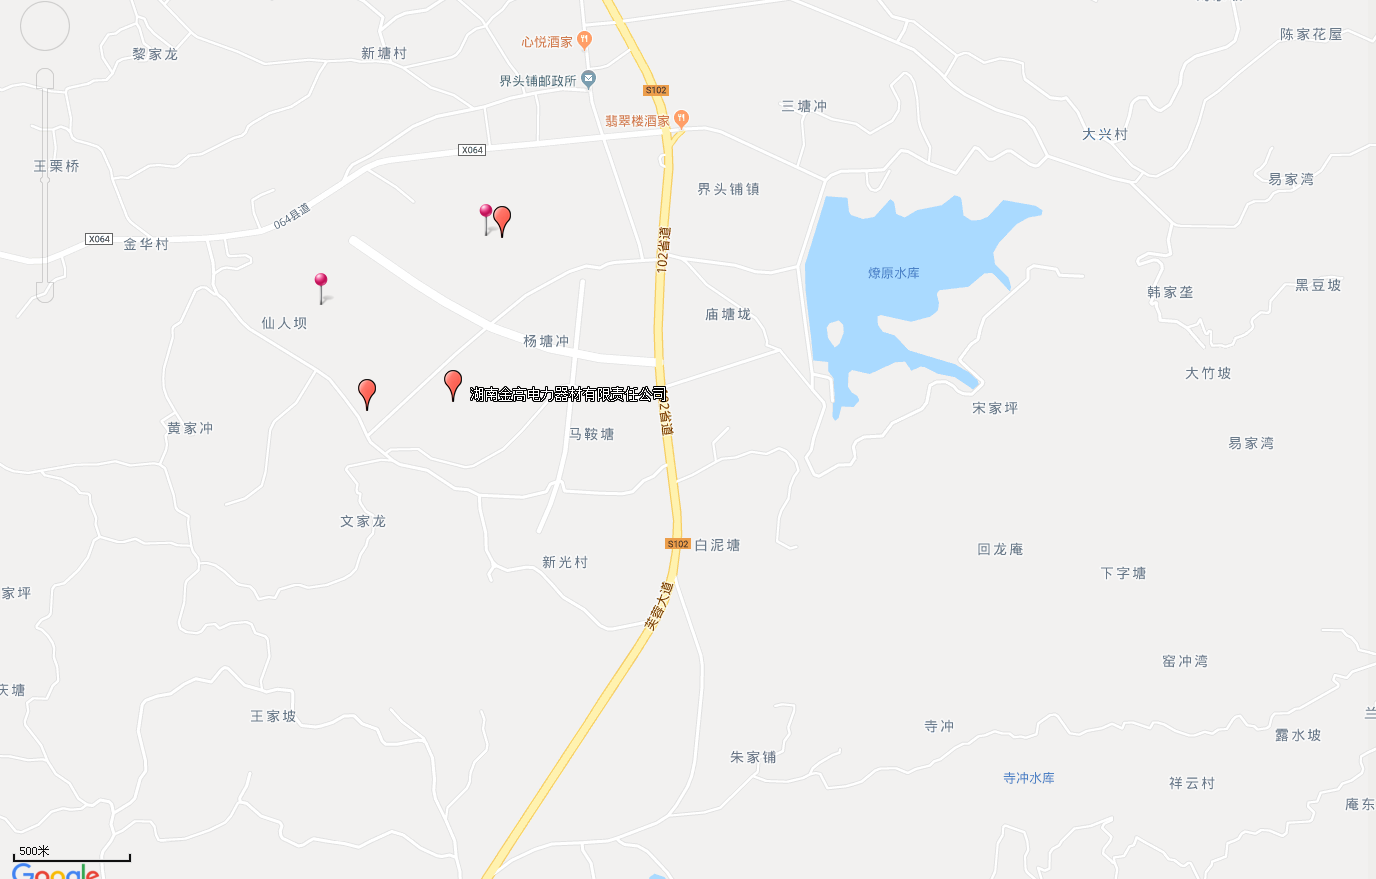 陈家花屋
心悦酒家
新塘村
黎家龙
界头铺邮政所
S102
三塘冲
翡翠楼酒家
大兴村
X064
王栗桥
易家湾
界头铺镇
064县道
X064
金华村
102省道
燎原水库
黑豆坡
韩家垄
庙塘垅
仙人坝
杨塘冲
大竹坡
湖南金高电力器材有限责任公司
宋家坪
2省道
黄家冲
马鞍塘
易家湾
文家龙
S102
白泥塘
回龙庵
新光村
下字塘
家坪
芙蓉大道
窑冲湾
庆塘
王家坡
兰
寺冲
露水坡
朱家铺
寺冲水库
祥云村
庵东
500米
Google